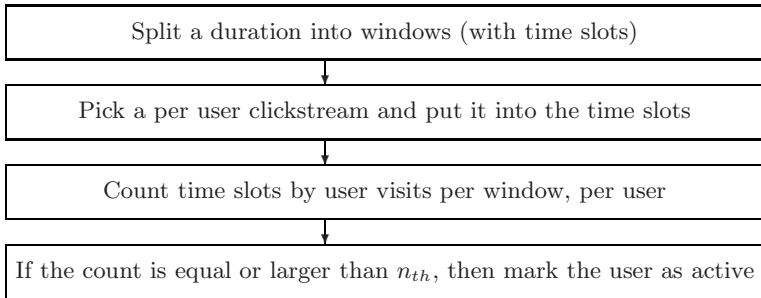 Split a duration into windows (with time slots)
Pick a per user clickstream and put it into the time slots
Count time slots by user visits per window, per user
If the count is equal or larger than n_{th}, then mark the user as active